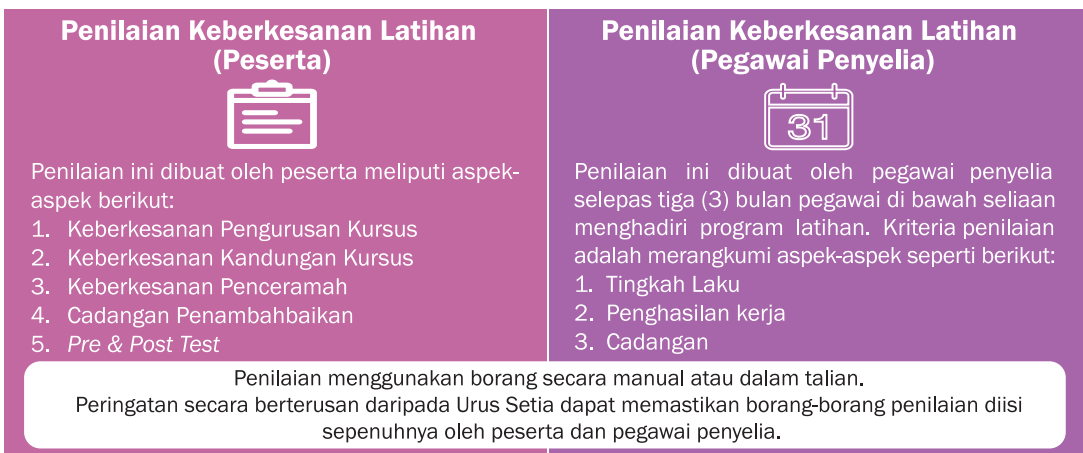 Penilaian Keberkesanan Latihan
(Peserta)
Penilaian ini dibuat oleh peserta meliputi aspek-
aspek berikut:
1. Keberkesanan Pengurusan Kursus
2. Keberkesanan Kandungan Kursus
3. Keberkesanan Penceramah
4. Cadangan Penambahbaikan
5. Pre & Post Test
Penilaian Keberkesanan Latihan
(Pegawai Penyelia)
31
Penilaian ini dibuat oleh pegawai penyelia
selepas tiga (3) bulan pegawai di bawah seliaan
menghadiri program latihan. Kriteria penilaian
adalah merangkumi aspek-aspek seperti berikut:
1. Tingkah Laku
2. Penghasilan kerja
3. Cadangan
Penilaian menggunakan borang secara manual atau dalam talian.
Peringatan secara berterusan daripada Urus Setia dapat memastikan borang-borang penilaian diisi
sepenuhnya oleh peserta dan pegawai penyelia.